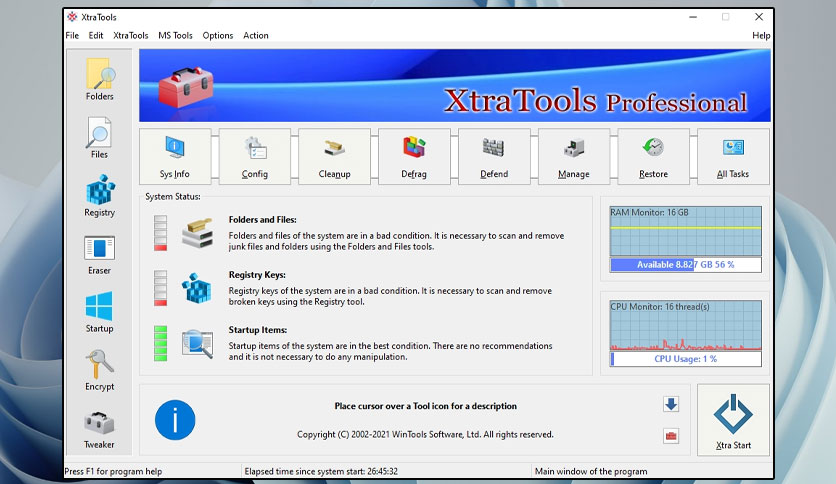 XtraTools
File Edit XtraTools MS Tools Options Action Help
XtraTools Professional
Folders
Files
Registry
Eraser
Startup
Encrypt
Tweaker
Sys Info Config Cleanup Defrag Defend Manage Restore All Tasks
System Status:
Folders and Files:
Folders and files of the system are in a bad condition. It is necessary to scan and remove
junk files and folders using the Folders and Files tools.
Registry Keys:
Registry keys of the system are in a bad condition. It is necessary to scan and remove
broken keys using the Registry tool.
Startup Items:
Startup items of the system are in the best condition. There are no recommendations
and it is not necessary to do any manipulation.
RAM Monitor: 16 GB
Available 8.827 GB 56 %
CPU Monitor: 16 thread(s)
CPU Usage: 1 %
Place cursor over a Tool icon for a description
Copyright (C) 2002-2021 WinTools Software, Ltd. All rights reserved.
Xtra Start
Press F1 for program help
Elapsed time since system start: 26:45:32
Main window of the program